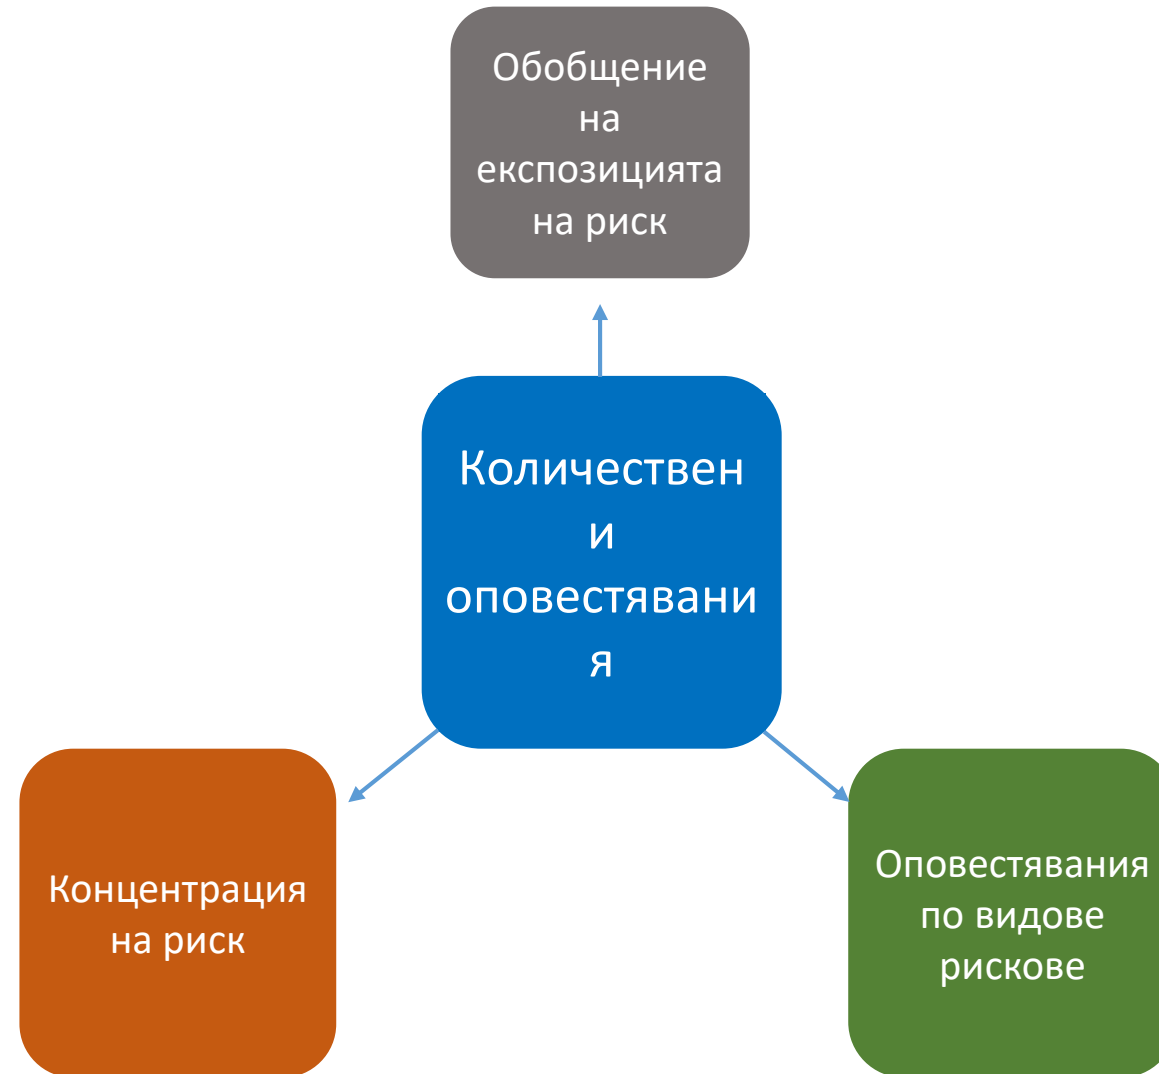 Обобщение
на
експозицията
на риск
Количествен
и
оповестявани
я
Концентрация
на риск
Оповестявания
по видове
рискове